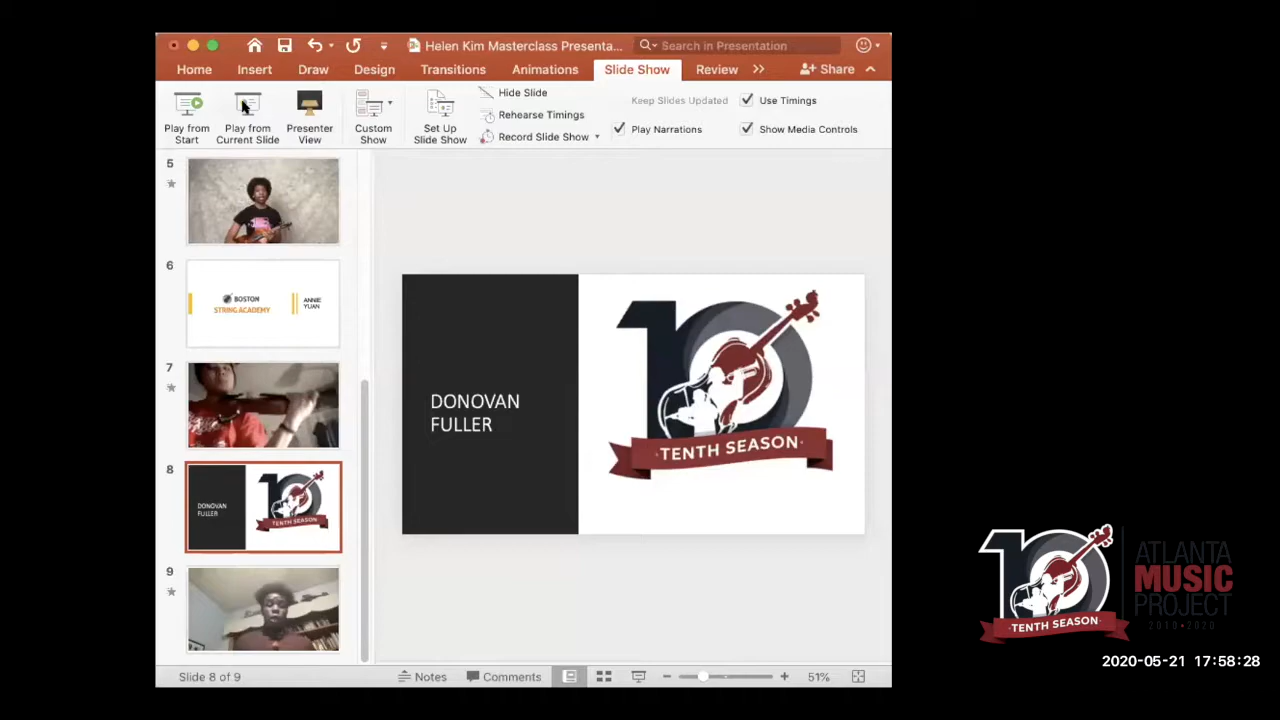 Helen Kim Masterclass Presenta...
Search in Presentation
Home
Insert
Draw
Design
Transitions
Animations
Slide Show
Review
>>
Share
Play from
Start
Play from
Current Slide
Presenter
View
Custom
Show
Set Up
Slide Show
Hide Slide
Rehearse Timings
Record Slide Show
Keep Slides Updated
Play Narrations
Use Timings
Show Media Controls
5
6
BOSTON
STRING ACADEMY
ANNIE
YUAN
7
8
DONOVAN
FULLER
10
TENTH SEASON
9
DONOVAN
FULLER
10
·TENTH SEASON·
10
·TENTH SEASON·
ATLANTA
MUSIC
PROJECT
2010•2020
2020-05-21 17:58:28
Slide 8 of 9
Notes
Comments
51%